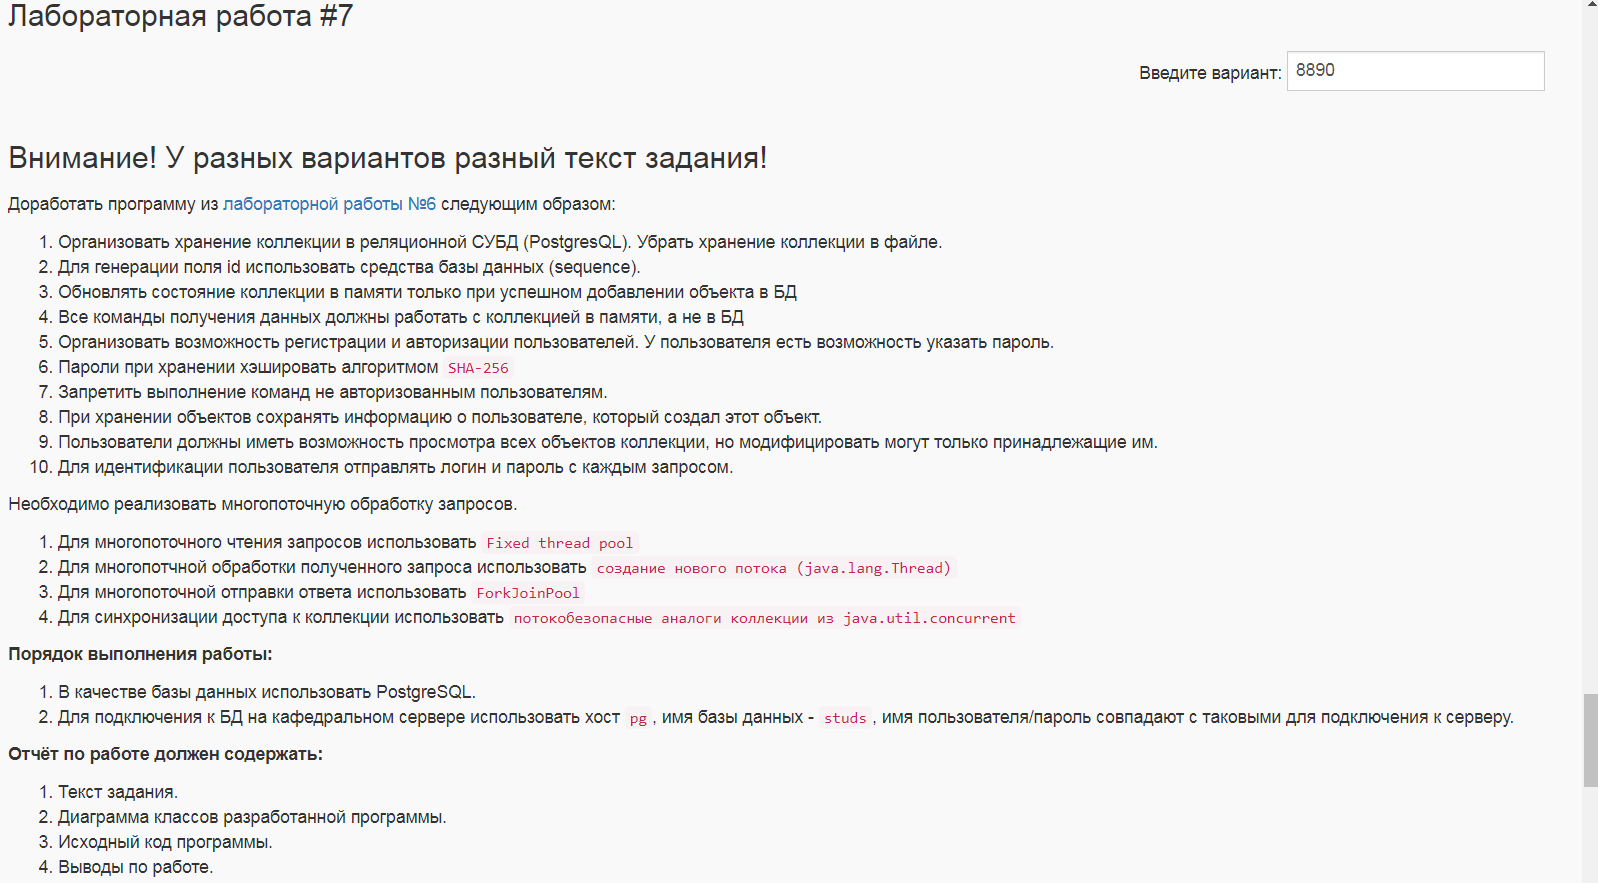 Лабораторная работа #7
Введите вариант: 8890
Внимание! У разных вариантов разный текст задания!
Доработать программу из лабораторной работы №6 следующим образом:
1. Организовать хранение коллекции в реляционной СУБД (PostgresQL). Убрать хранение коллекции в файле.
2. Для генерации поля id использовать средства базы данных (sequence).
3. Обновлять состояние коллекции в памяти только при успешном добавлении объекта в БД
4. Все команды получения данных должны работать с коллекцией в памяти, а не в БД
5. Организовать возможность регистрации и авторизации пользователей. У пользователя есть возможность указать пароль.
6. Пароли при хранении хэшировать алгоритмом SHA-256
7. Запретить выполнение команд не авторизованным пользователям.
8. При хранении объектов сохранять информацию о пользователе, который создал этот объект.
9. Пользователи должны иметь возможность просмотра всех объектов коллекции, но модифицировать могут только принадлежащие им.
10. Для идентификации пользователя отправлять логин и пароль с каждым запросом.
Необходимо реализовать многопоточную обработку запросов.
1. Для многопоточного чтения запросов использовать Fixed thread pool
2. Для многопотчной обработки полученного запроса использовать создание нового потока (java.lang.Thread)
3. Для многопоточной отправки ответа использовать ForkJoinPool
4. Для синхронизации доступа к коллекции использовать потокобезопасные аналоги коллекции из java.util.concurrent
Порядок выполнения работы:
1. В качестве базы данных использовать PostgreSQL.
2. Для подключения к БД на кафедральном сервере использовать хост pg, имя базы данных - studs, имя пользователя/пароль совпадают с таковыми для подключения к серверу.
Отчёт по работе должен содержать:
1. Текст задания.
2. Диаграмма классов разработанной программы.
3. Исходный код программы.
4. Выводы по работе.